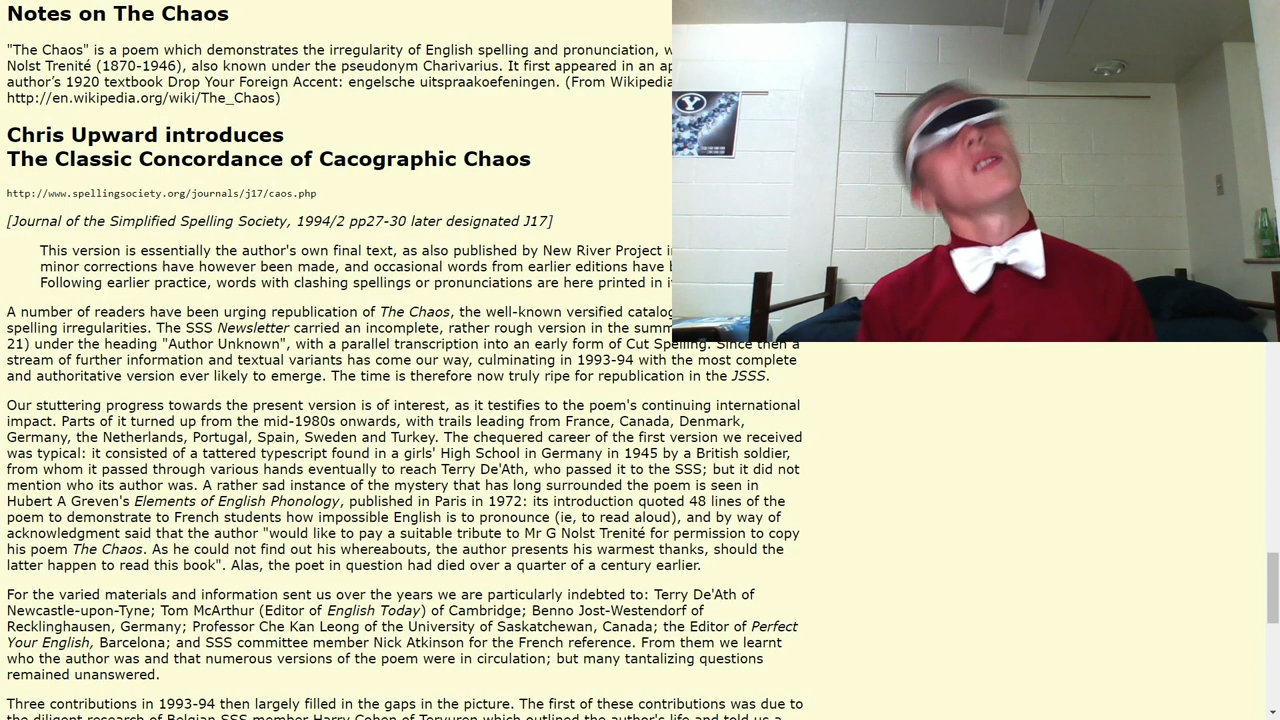 Notes on The Chaos
"The Chaos" is a poem which demonstrates the irregularity of English spelling and pronunciation,
Nolst Trenité (1870-1946), also known under the pseudonym Charivarius. It first appeared in an
author’s 1920 textbook Drop Your Foreign Accent: engelsche uitspraakoefeningen. (From Wikipedia
http://en.wikipedia.org/wiki/The_Chaos)
Chris Upward introduces
The Classic Concordance of Cacographic Chaos
http://www.spellingsociety.org/journals/j17/caos.php
[Journal of the Simplified Spelling Society, 1994/2 pp27-30 later designated J17]
This version is essentially the author's own final text, as also published by New River Project
minor corrections have however been made, and occasional words from earlier editions have
Following earlier practice, words with clashing spellings or pronunciations are here printed in
A number of readers have been urging republication of The Chaos, the well-known versified
spelling irregularities. The SSS Newsletter carried an incomplete, rather rough version in the
21) under the heading "Author Unknown", with a parallel transcription into an early form of Cut Spelling. Since then a
stream of further information and textual variants has come our way, culminating in 1993-94 with the most complete
and authoritative version ever likely to emerge. The time is therefore now truly ripe for republication in the JSSS.
Our stuttering progress towards the present version is of interest, as it testifies to the poem's continuing international
impact. Parts of it turned up from the mid-1980s onwards, with trails leading from France, Canada, Denmark,
Germany, the Netherlands, Portugal, Spain, Sweden and Turkey. The chequered career of the first version we received
was typical: it consisted of a tattered typescript found in a girls' High School in Germany in 1945 by a British soldier,
from whom it passed through various hands eventually to reach Terry De'Ath, who passed it to the SSS; but it did not
mention who its author was. A rather sad instance of the mystery that has long surrounded the poem is seen in
Hubert A Greven's Elements of English Phonology, published in Paris in 1972: its introduction quoted 48 lines of the
poem to demonstrate to French students how impossible English is to pronounce (ie, to read aloud), and by way of
acknowledgment said that the author "would like to pay a suitable tribute to Mr G Nolst Trenité for permission to copy
his poem The Chaos. As he could not find out his whereabouts, the author presents his warmest thanks, should the
latter happen to read this book". Alas, the poet in question had died over a quarter of a century earlier.
For the varied materials and information sent us over the years we are particularly indebted to: Terry De'Ath of
Newcastle-upon-Tyne; Tom McArthur (Editor of English Today) of Cambridge; Benno Jost-Westendorf of
Recklinghausen, Germany; Professor Che Kan Leong of the University of Saskatchewan, Canada; the Editor of Perfect
Your English, Barcelona; and SSS committee member Nick Atkinson for the French reference. From them we learnt
who the author was and that numerous versions of the poem were in circulation; but many tantalizing questions
remained unanswered.
Three contributions in 1993-94 then largely filled in the gaps in the picture. The first of these contributions was due to
the diligent research of Belgian SSS member Harry Cohen of Tervuren which outlined the author's life and told us a
Y